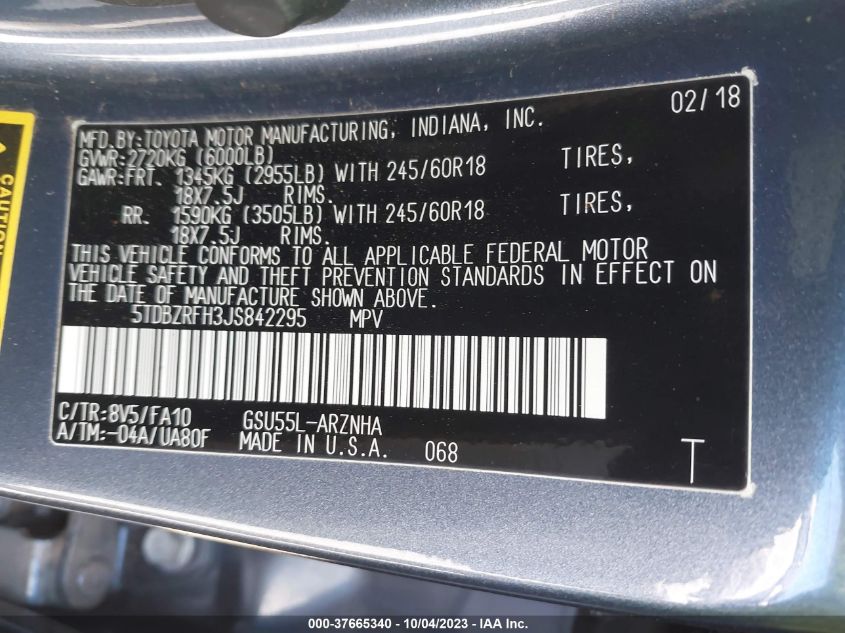 02/18
MFD.BY:TOYOTA MOTOR MANUFACTURING, INDIANA, INC.
GVWR:2720KG (6000LB)
GAWR:FRT. 1345KG (2955LB) WITH 245/60R18 TIRES,
18X7.5J RIMS.
RR. 1590KG (3505LB) WITH 245/60R18 TIRES,
18X7.5J RIMS.
THIS VEHICLE CONFORMS TO ALL APPLICABLE FEDERAL MOTOR
VEHICLE SAFETY AND THEFT PREVENTION STANDARDS IN EFFECT ON
THE DATE OF MANUFACTURE SHOWN ABOVE.
5TDBZRFH3JS842295 MPV
C/TR:8V5/FA10 GSU55L-ARZNHA
A/TM:-04A/UA80F MADE IN U.S.A. 068
T
CAUTION
000-37665340 / 10/04/2023 / IAA Inc.